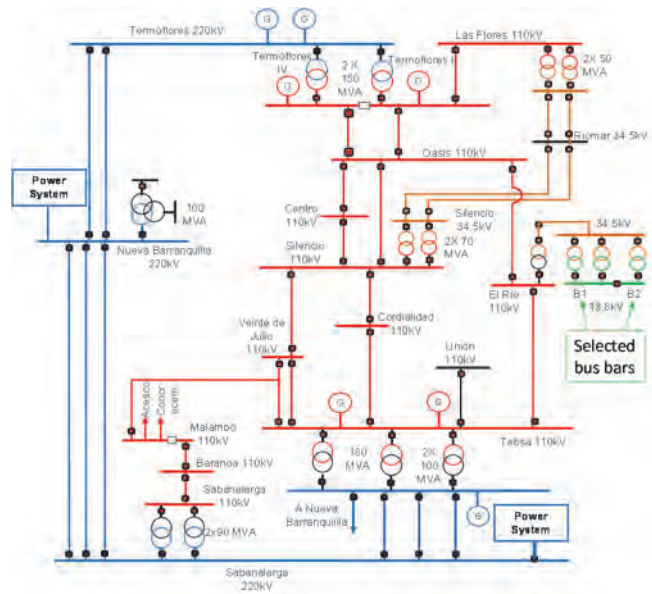 Termoflores 220kV
G
G
Las Flores 110kV
Termoflores
IV
2 X
150
MVA
Termoflores I
2X 50
MVA
G
G
Riomar 34.5kV
Oasis 110kV
Power
System
100
MVA
Centro
110kV
Silencio
34.5kV
2X 70
MVA
34.5kV
Nueva Barranquilla
220kV
Silencio
110kV
El Río
110kV
B1
B2
13.8kV
Cordialidad
110kV
Veinte de
Julio
110kV
Unión
110kV
Selected
bus bars
Acesco
G
G
Malambo
110kV
Tebsa 110kV
Baranoa 110kV
180
MVA
2X
100
MVA
Sabanalarga
110kV
A Nueva
Barranquilla
G
2x90 MVA
Power
System
Sabanalarga
220kV